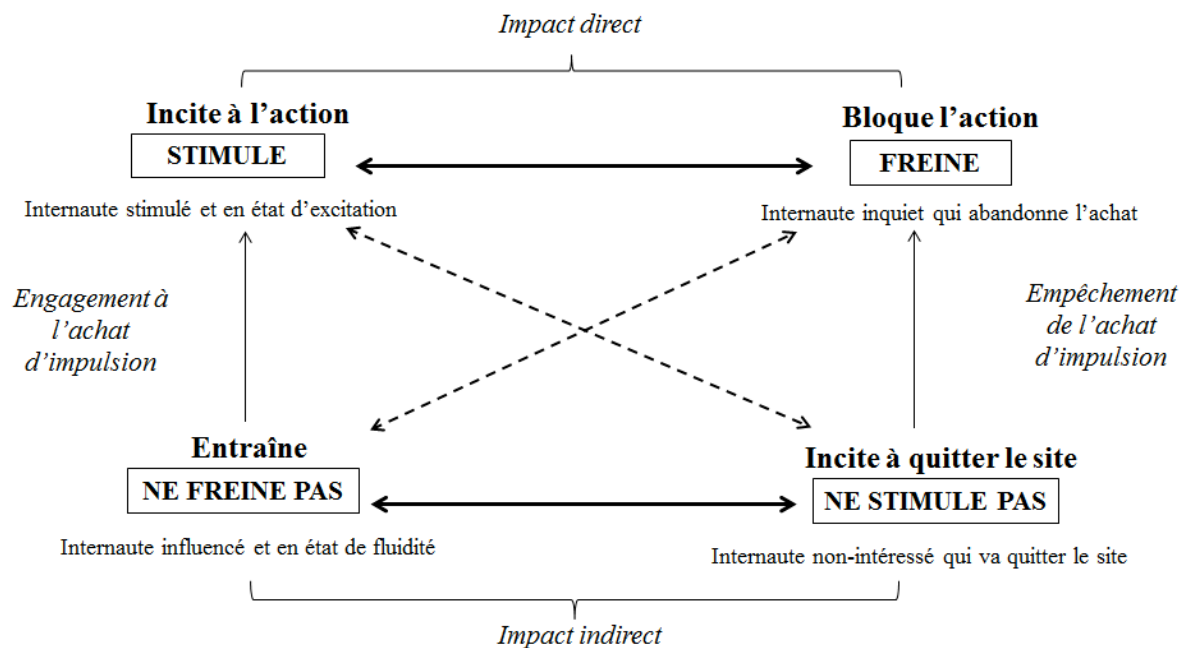 Impact direct
Incite à l’action
STIMULE
Internaute stimulé et en état d’excitation
Bloque l’action
FREINE
Internaute inquiet qui abandonne l’achat
Engagement à
l’achat
d’impulsion
Empêchement
de l’achat
d’impulsion
Entraîne
NE FREINE PAS
Internaute influencé et en état de fluidité
Incite à quitter le site
NE STIMULE PAS
Internaute non-intéressé qui va quitter le site
Impact indirect